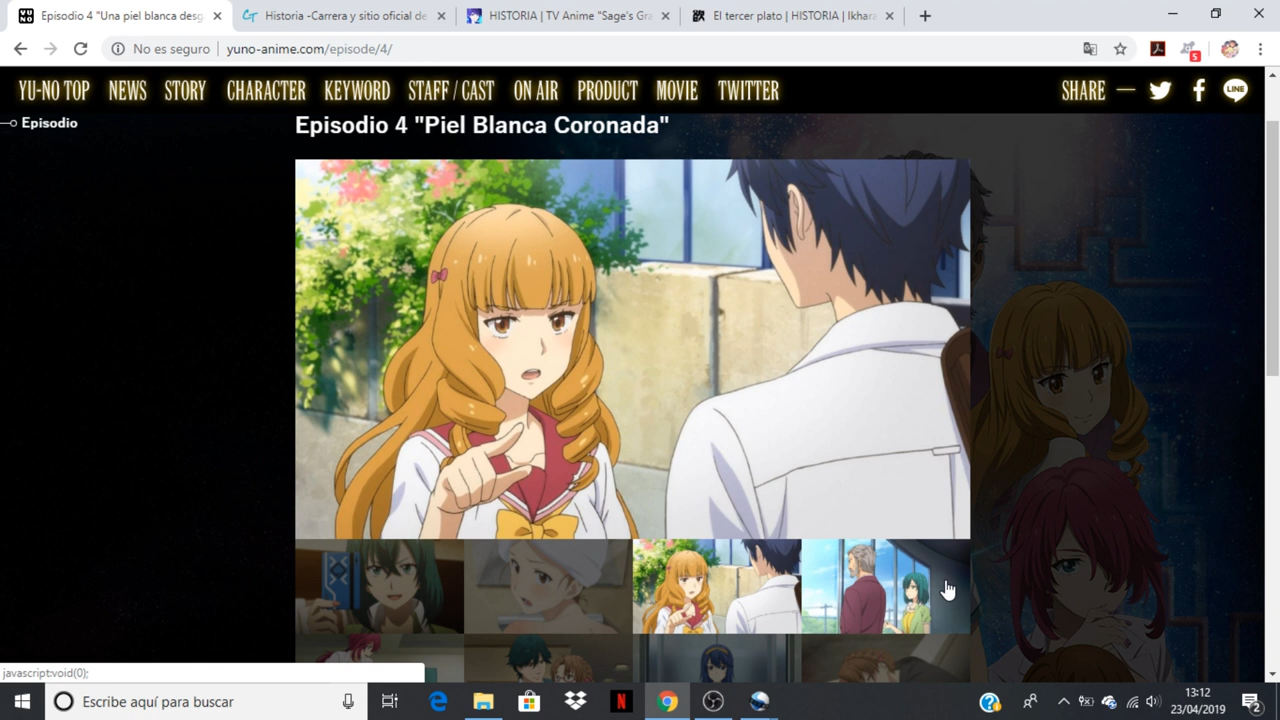 YU NO
Episodio 4 "Una piel blanca desg
Historia -Carrera y sitio oficial de
HISTORIA | TV Anime "Sage's Gra
El tercer plato | HISTORIA | Ikhara
No es seguro | yuno-anime.com/episode/4/
YU-NO TOP NEWS STORY CHARACTER KEYWORD STAFF / CAST ON AIR PRODUCT MOVIE TWITTER SHARE LINE
Episodio
Episodio 4 "Piel Blanca Coronada"
javascript:void(0);
Escribe aquí para buscar
13:12
23/04/2019